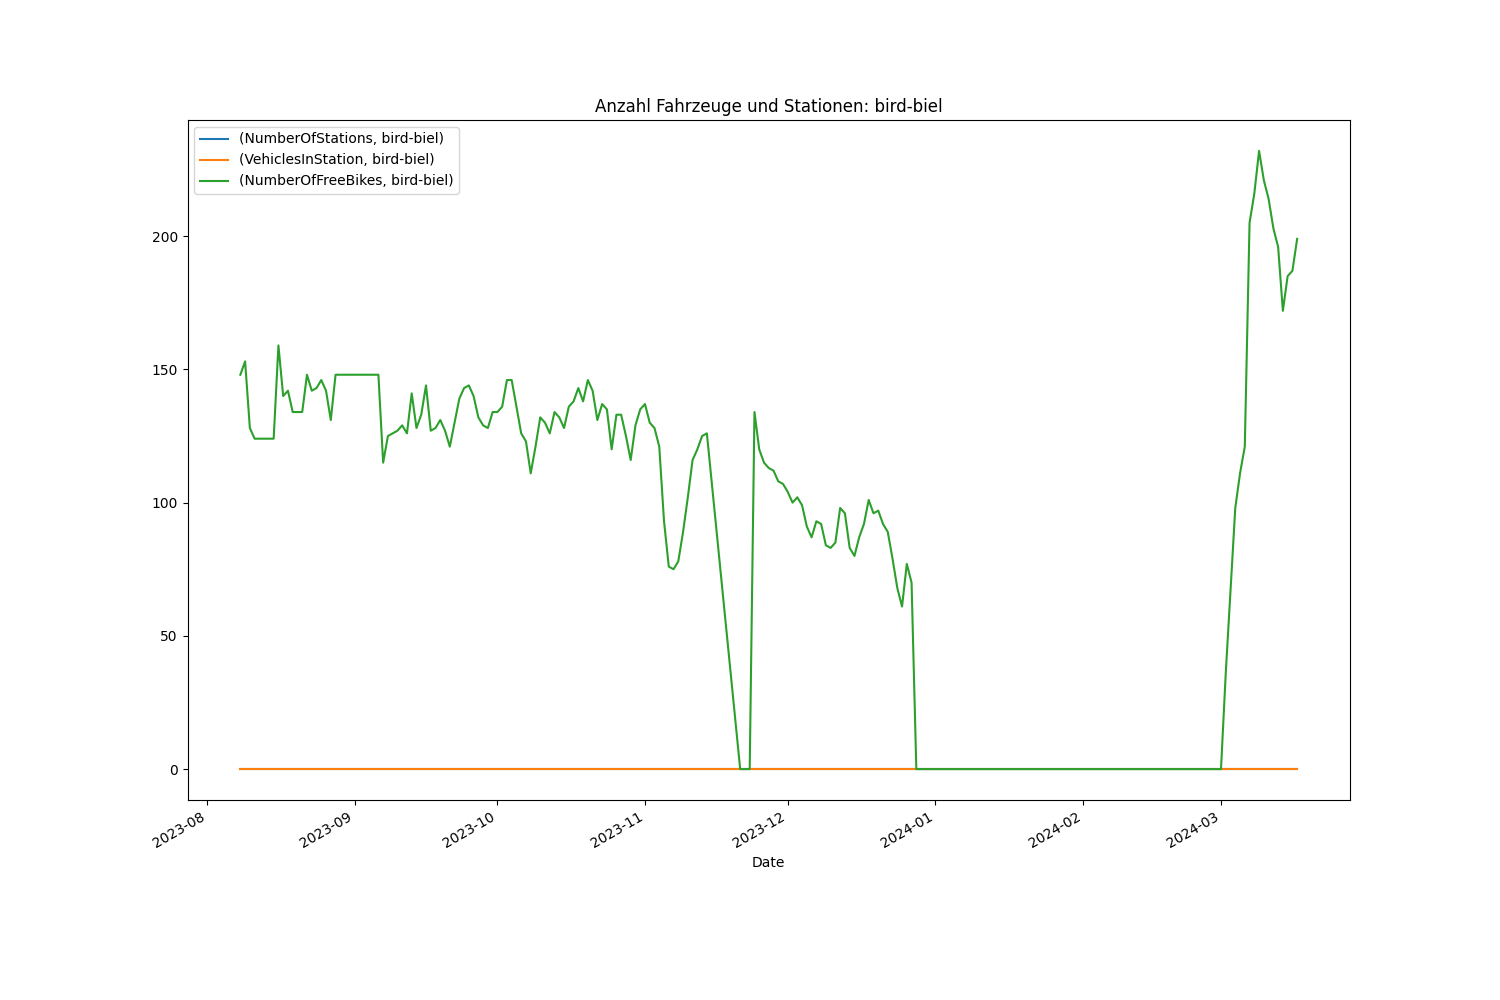 Anzahl Fahrzeuge und Stationen: bird-biel
(NumberOfStations, bird-biel)
(VehiclesInStation, bird-biel)
(NumberOfFreeBikes, bird-biel)
200
150
100
50
0
2023-08
2023-09
2023-10
2023-11
2023-12
2024-01
2024-02
2024-03
Date